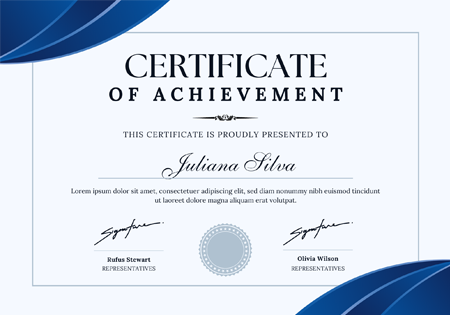 CERTIFICATE
OF ACHIEVEMENT
THIS CERTIFICATE IS PROUDLY PRESENTED TO
Juliana Silva
Lorem ipsum dolor sit amet, consectetuer adipiscing elit, sed diam nonummy nibh euismod
tincidunt ut laoreet dolore magna aliquam erat volutpat.
Signature Signature
Rufus Stewart Olivia Wilson
REPRESENTATIVES REPRESENTATIVES